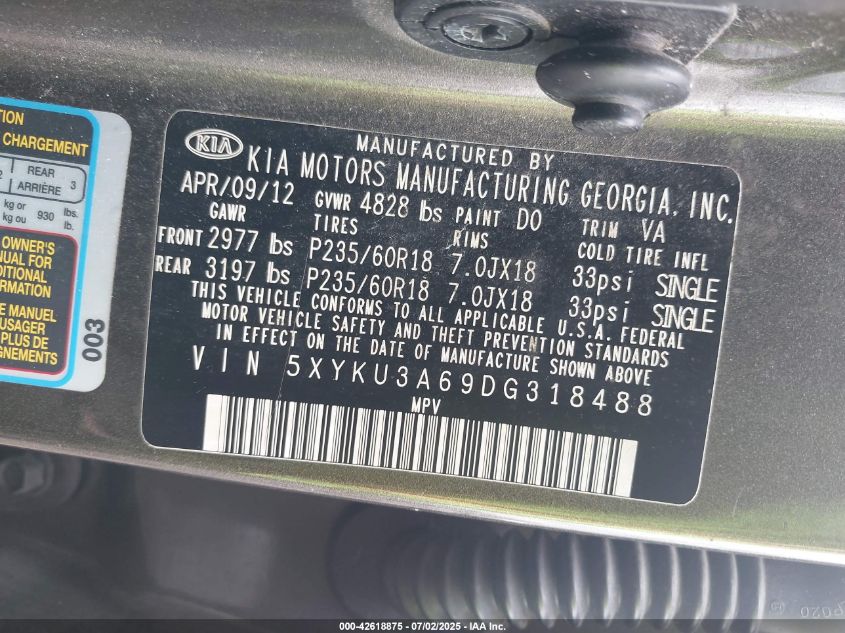 TION
CHARGEMENT
2 REAR 3
ARRIÈRE
kg or 930 lbs.
kg ou lb.
OWNER'S
NUAL FOR
DITIONAL
ORMATION
LE MANUEL
USAGER
PLUS DE
GNEMENTS
003
KIA
MANUFACTURED BY
KIA MOTORS MANUFACTURING GEORGIA, INC.
APR/09/12 GVWR 4828 lbs PAINT DO TRIM VA
GAWR TIRES RIMS COLD TIRE INFL
FRONT 2977 lbs P235/60R18 7.0JX18 33psi SINGLE
REAR 3197 lbs P235/60R18 7.0JX18 33psi SINGLE
THIS VEHICLE CONFORMS TO ALL APPLICABLE U.S.A. FEDERAL
MOTOR VEHICLE SAFETY AND THEFT PREVENTION STANDARDS
IN EFFECT ON THE DATE OF MANUFACTURE SHOWN ABOVE
VIN 5XYKU3A69DG318488
MPV
000-42618875 - 07/02/2025 - IAA Inc.